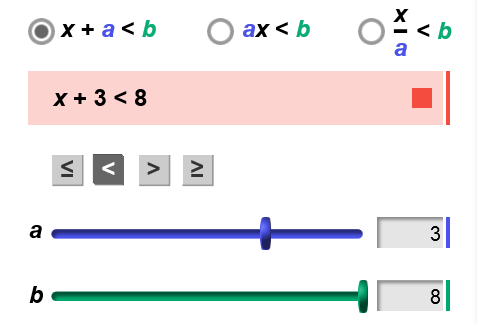 x + a < b ax < b x/a < b
x + 3 < 8
≤ < > ≥
a 3
b 8